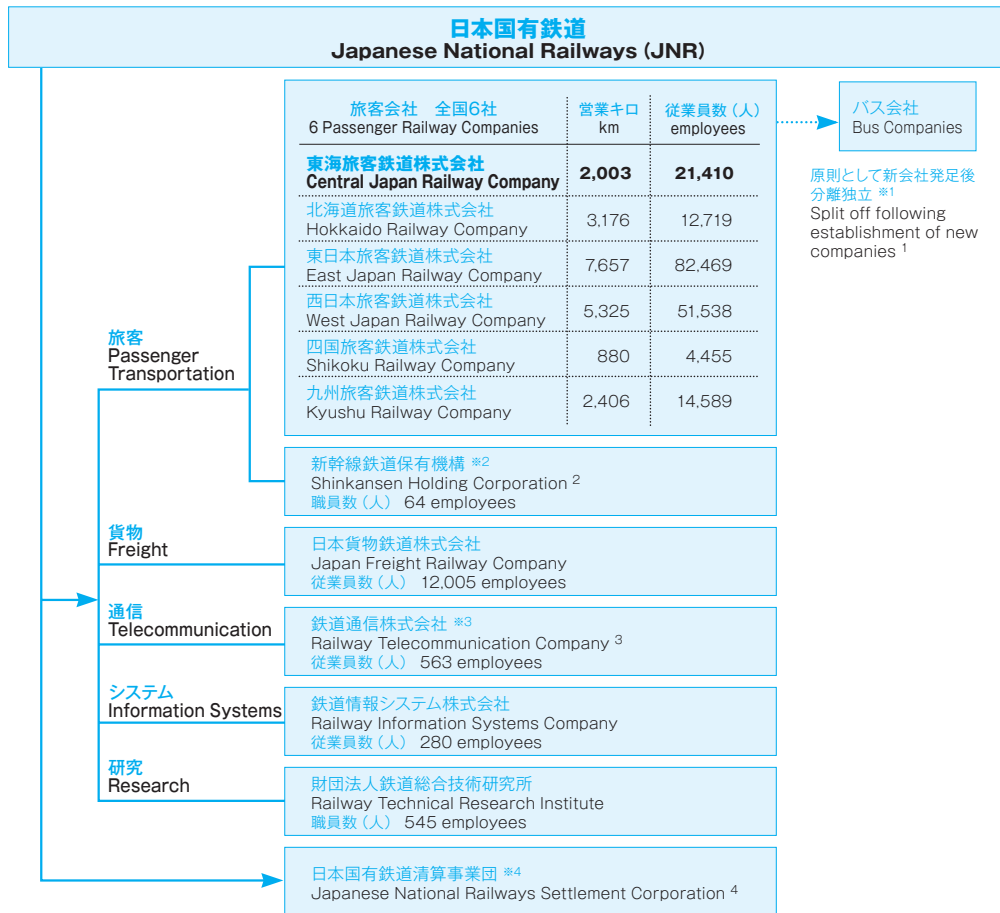 日本国有鉄道
Japanese National Railways (JNR)
旅客会社　全国6社
6 Passenger Railway Companies
営業キロ
km
従業員数（人）
employees
東海旅客鉄道株式会社
Central Japan Railway Company
2,003
21,410
北海道旅客鉄道株式会社
Hokkaido Railway Company
3,176
12,719
東日本旅客鉄道株式会社
East Japan Railway Company
7,657
82,469
西日本旅客鉄道株式会社
West Japan Railway Company
5,325
51,538
四国旅客鉄道株式会社
Shikoku Railway Company
880
4,455
九州旅客鉄道株式会社
Kyushu Railway Company
2,406
14,589
バス会社
Bus Companies
原則として新会社発足後
分離独立 ※1
Split off following
establishment of new
companies 1
旅客
Passenger
Transportation
新幹線鉄道保有機構 ※2
Shinkansen Holding Corporation 2
職員数（人） 64 employees
貨物
Freight
日本貨物鉄道株式会社
Japan Freight Railway Company
従業員数（人） 12,005 employees
通信
Telecommunication
鉄道通信株式会社 ※3
Railway Telecommunication Company 3
従業員数（人） 563 employees
システム
Information Systems
鉄道情報システム株式会社
Railway Information Systems Company
従業員数（人） 280 employees
研究
Research
財団法人鉄道総合技術研究所
Railway Technical Research Institute
職員数（人） 545 employees
日本国有鉄道清算事業団 ※4
Japanese National Railways Settlement Corporation 4